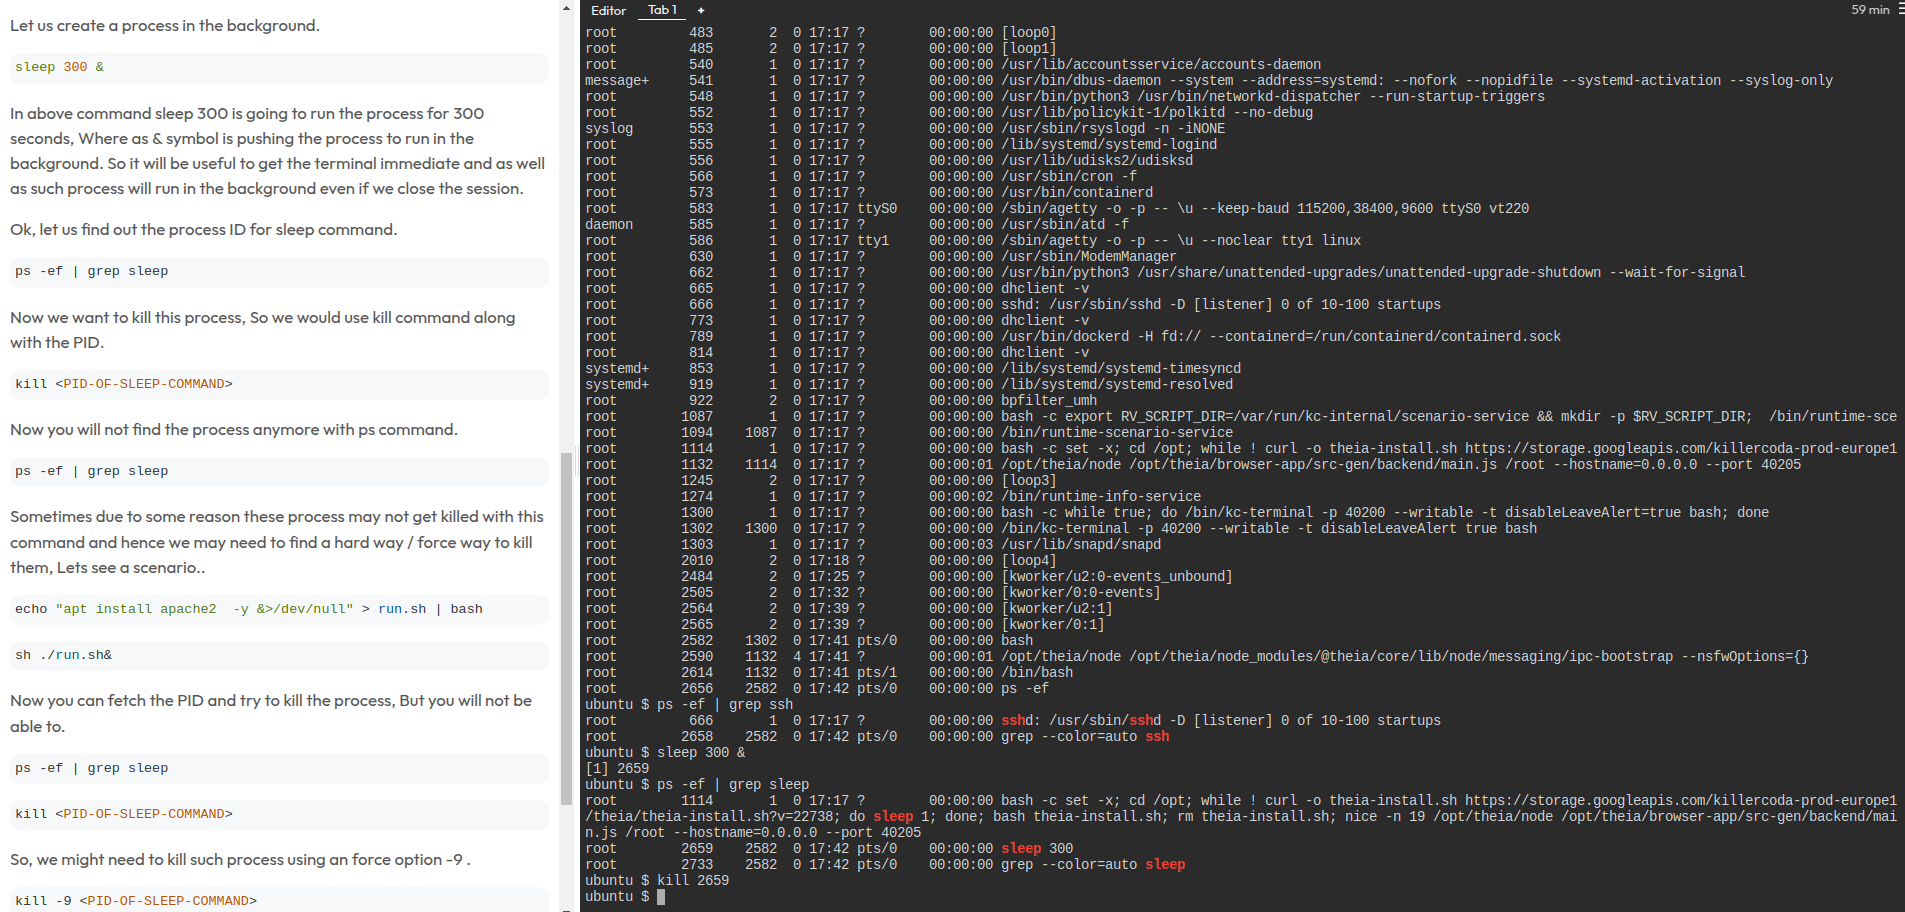 Let us create a process in the background.
sleep 300 &
In above command sleep 300 is going to run the process for 300
seconds, Where as & symbol is pushing the process to run in the
background. So it will be useful to get the terminal immediate and as well
as such process will run in the background even if we close the session.
Ok, let us find out the process ID for sleep command.
ps -ef | grep sleep
Now we want to kill this process, So we would use kill command along
with the PID.
kill <PID-OF-SLEEP-COMMAND>
Now you will not find the process anymore with ps command.
ps -ef | grep sleep
Sometimes due to some reason these process may not get killed with this
command and hence we may need to find a hard way / force way to kill
them, Lets see a scenario..
echo "apt install apache2  -y &>/dev/null" > run.sh | bash
sh ./run.sh&
Now you can fetch the PID and try to kill the process, But you will not be
able to.
ps -ef | grep sleep
kill <PID-OF-SLEEP-COMMAND>
So, we might need to kill such process using an force option -9 .
kill -9 <PID-OF-SLEEP-COMMAND>
Editor Tab 1 + 59 min
root         483       2  0 17:17 ?        00:00:00 [loop0]
root         485       2  0 17:17 ?        00:00:00 [loop1]
root         540       1  0 17:17 ?        00:00:00 /usr/lib/accountsservice/accounts-daemon
message+     541       1  0 17:17 ?        00:00:00 /usr/bin/dbus-daemon --system --address=systemd: --nofork --nopidfile --systemd-activation --syslog-only
root         548       1  0 17:17 ?        00:00:00 /usr/bin/python3 /usr/bin/networkd-dispatcher --run-startup-triggers
root         552       1  0 17:17 ?        00:00:00 /usr/lib/policykit-1/polkitd --no-debug
syslog       553       1  0 17:17 ?        00:00:00 /usr/sbin/rsyslogd -n -iNONE
root         555       1  0 17:17 ?        00:00:00 /lib/systemd/systemd-logind
root         556       1  0 17:17 ?        00:00:00 /usr/lib/udisks2/udisksd
root         566       1  0 17:17 ?        00:00:00 /usr/sbin/cron -f
root         573       1  0 17:17 ?        00:00:00 /usr/bin/containerd
root         583       1  0 17:17 ttyS0    00:00:00 /sbin/agetty -o -p -- \u --keep-baud 115200,38400,9600 ttyS0 vt220
daemon       585       1  0 17:17 ?        00:00:00 /usr/sbin/atd -f
root         586       1  0 17:17 tty1     00:00:00 /sbin/agetty -o -p -- \u --noclear tty1 linux
root         630       1  0 17:17 ?        00:00:00 /usr/sbin/ModemManager
root         662       1  0 17:17 ?        00:00:00 /usr/bin/python3 /usr/share/unattended-upgrades/unattended-upgrade-shutdown --wait-for-signal
root         665       1  0 17:17 ?        00:00:00 dhclient -v
root         666       1  0 17:17 ?        00:00:00 sshd: /usr/sbin/sshd -D [listener] 0 of 10-100 startups
root         773       1  0 17:17 ?        00:00:00 dhclient -v
root         789       1  0 17:17 ?        00:00:00 /usr/bin/dockerd -H fd:// --containerd=/run/containerd/containerd.sock
root         814       1  0 17:17 ?        00:00:00 dhclient -v
systemd+     853       1  0 17:17 ?        00:00:00 /lib/systemd/systemd-timesyncd
systemd+     919       1  0 17:17 ?        00:00:00 /lib/systemd/systemd-resolved
root         922       2  0 17:17 ?        00:00:00 bpfilter_umh
root        1087       1  0 17:17 ?        00:00:00 bash -c export RV_SCRIPT_DIR=/var/run/kc-internal/scenario-service && mkdir -p $RV_SCRIPT_DIR;  /bin/runtime-sce
root        1094    1087  0 17:17 ?        00:00:00 /bin/runtime-scenario-service
root        1114       1  0 17:17 ?        00:00:00 bash -c set -x; cd /opt; while ! curl -o theia-install.sh https://storage.googleapis.com/killercoda-prod-europe1
root        1132    1114  0 17:17 ?        00:00:01 /opt/theia/node /opt/theia/browser-app/src-gen/backend/main.js /root --hostname=0.0.0.0 --port 40205
root        1245       2  0 17:17 ?        00:00:00 [loop3]
root        1274       1  0 17:17 ?        00:00:02 /bin/runtime-info-service
root        1300       1  0 17:17 ?        00:00:00 bash -c while true; do /bin/kc-terminal -p 40200 --writable -t disableLeaveAlert=true bash; done
root        1302    1300  0 17:17 ?        00:00:00 /bin/kc-terminal -p 40200 --writable -t disableLeaveAlert true bash
root        1303       1  0 17:17 ?        00:00:03 /usr/lib/snapd/snapd
root        2010       2  0 17:18 ?        00:00:00 [loop4]
root        2484       2  0 17:25 ?        00:00:00 [kworker/u2:0-events_unbound]
root        2505       2  0 17:32 ?        00:00:00 [kworker/0:0-events]
root        2564       2  0 17:39 ?        00:00:00 [kworker/u2:1]
root        2565       2  0 17:39 ?        00:00:00 [kworker/0:1]
root        2582    1302  0 17:41 pts/0    00:00:00 bash
root        2590    1132  4 17:41 ?        00:00:01 /opt/theia/node /opt/theia/node_modules/@theia/core/lib/node/messaging/ipc-bootstrap --nsfwOptions={}
root        2614    1132  0 17:41 pts/1    00:00:00 /bin/bash
root        2656    2582  0 17:42 pts/0    00:00:00 ps -ef
ubuntu $ ps -ef | grep ssh
root         666       1  0 17:17 ?        00:00:00 sshd: /usr/sbin/sshd -D [listener] 0 of 10-100 startups
root        2658    2582  0 17:42 pts/0    00:00:00 grep --color=auto ssh
ubuntu $ sleep 300 &
[1] 2659
ubuntu $ ps -ef | grep sleep
root        1114       1  0 17:17 ?        00:00:00 bash -c set -x; cd /opt; while ! curl -o theia-install.sh https://storage.googleapis.com/killercoda-prod-europe1
/theia/theia-install.sh?v=22738; do sleep 1; done; bash theia-install.sh; rm theia-install.sh; nice -n 19 /opt/theia/node /opt/theia/browser-app/src-gen/backend/mai
n.js /root --hostname=0.0.0.0 --port 40205
root        2659    2582  0 17:42 pts/0    00:00:00 sleep 300
root        2733    2582  0 17:42 pts/0    00:00:00 grep --color=auto sleep
ubuntu $ kill 2659
ubuntu $